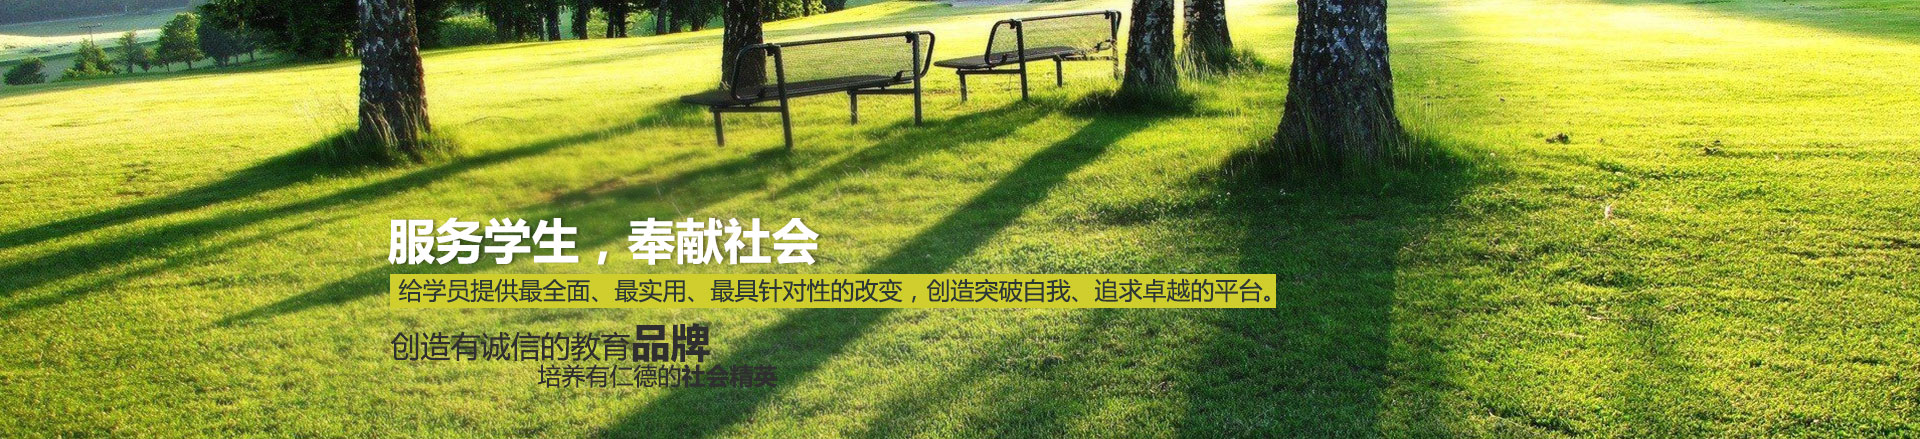 服务学生，奉献社会
给学员提供最全面、最实用、最具针对性的改变，创造突破自我、追求卓越的平台。
创造有诚信的教育品牌
培养有仁德的社会精英